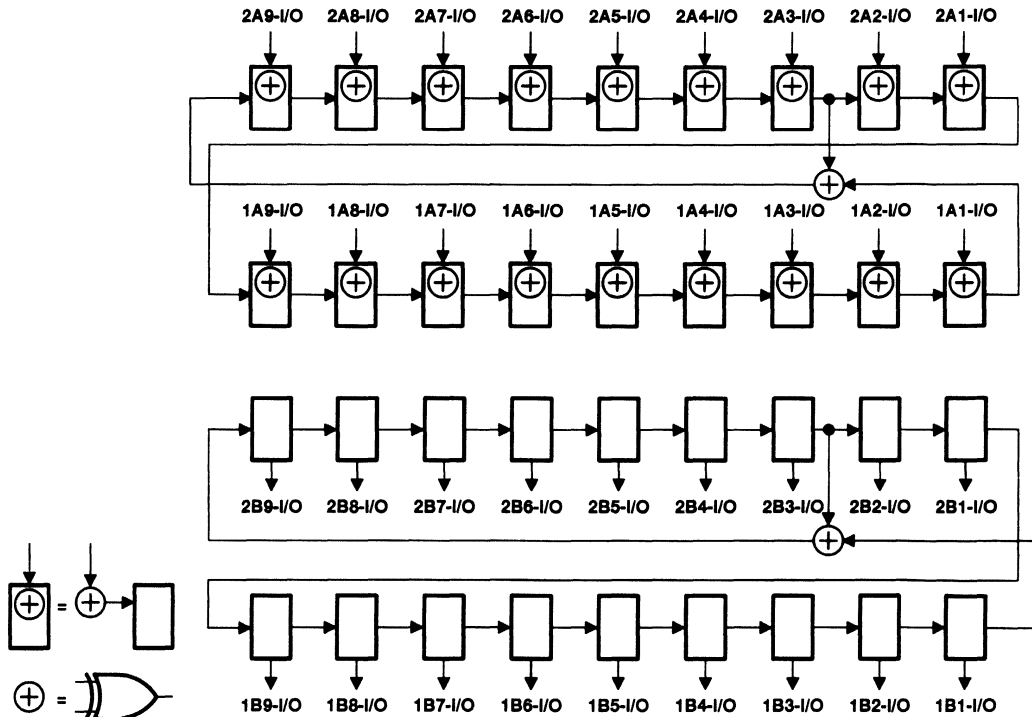 2A9-I/O 2A8-I/O 2A7-I/O 2A6-I/O 2A5-I/O 2A4-I/O 2A3-I/O 2A2-I/O 2A1-I/O
1A9-I/O 1A8-I/O 1A7-I/O 1A6-I/O 1A5-I/O 1A4-I/O 1A3-I/O 1A2-I/O 1A1-I/O
2B9-I/O 2B8-I/O 2B7-I/O 2B6-I/O 2B5-I/O 2B4-I/O 2B3-I/O 2B2-I/O 2B1-I/O
=
=
1B9-I/O 1B8-I/O 1B7-I/O 1B6-I/O 1B5-I/O 1B4-I/O 1B3-I/O 1B2-I/O 1B1-I/O